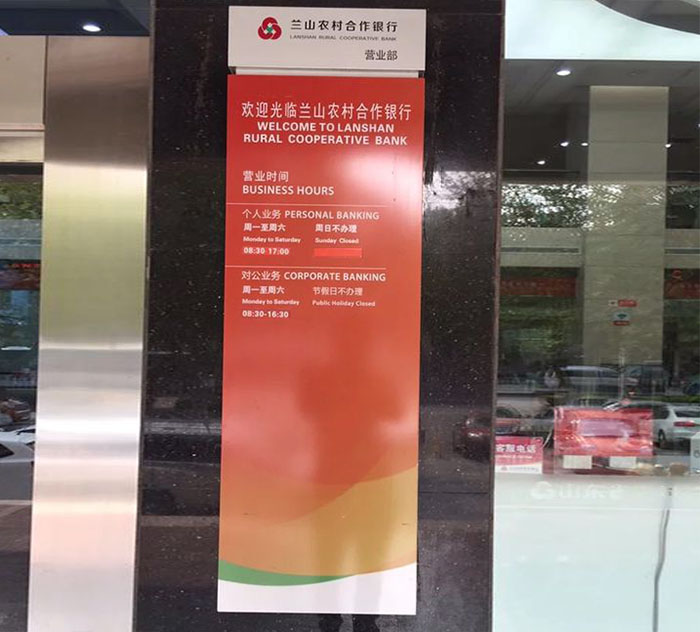 兰山农村合作银行
LANSHAN RURAL COOPERATIVE BANK
营业部
欢迎光临兰山农村合作银行
WELCOME TO LANSHAN
RURAL COOPERATIVE BANK
营业时间
BUSINESS HOURS
个人业务 PERSONAL BANKING
周一至周六 周日不办理
Monday to Saturday Sunday Closed
08:30-17:00
对公业务 CORPORATE BANKING
周一至周六 节假日不办理
Monday to Saturday Public Holiday Closed
08:30-16:30
客服电话